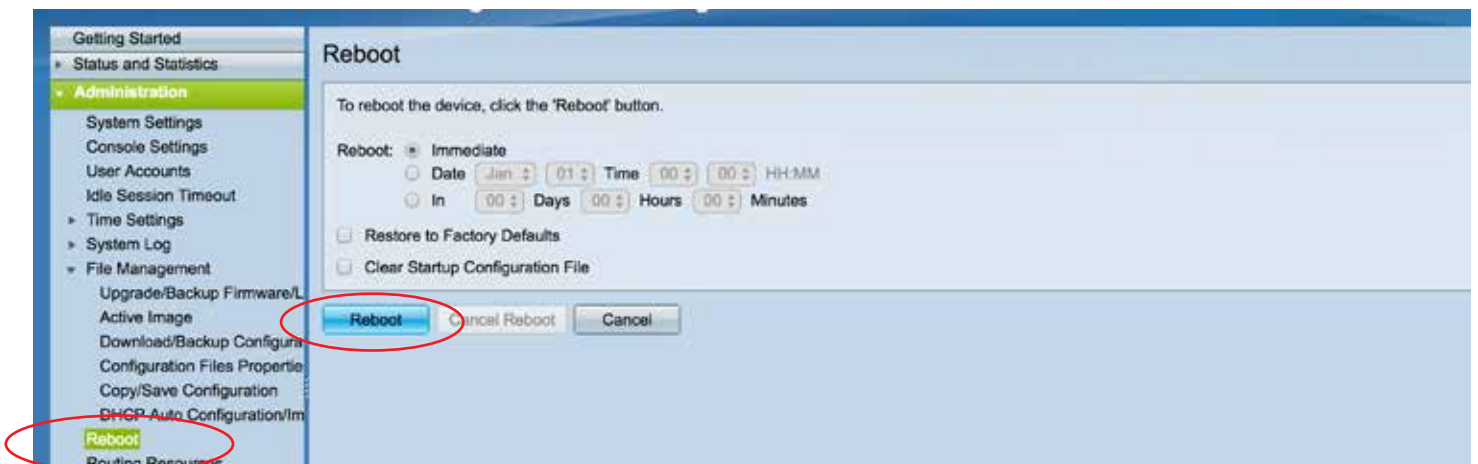 Getting Started
Status and Statistics
Administration
System Settings
Console Settings
User Accounts
Idle Session Timeout
Time Settings
System Log
File Management
Upgrade/Backup Firmware/L
Active Image
Download/Backup Configura
Configuration Files Propertie
Copy/Save Configuration
DHCP Auto Configuration/Im
Reboot
Routing Resources
Reboot
To reboot the device, click the 'Reboot' button.
Reboot: Immediate
Date Jan 01 Time 00 00 HH:MM
In 00 Days 00 Hours 00 Minutes
Restore to Factory Defaults
Clear Startup Configuration File
Reboot Cancel Reboot Cancel